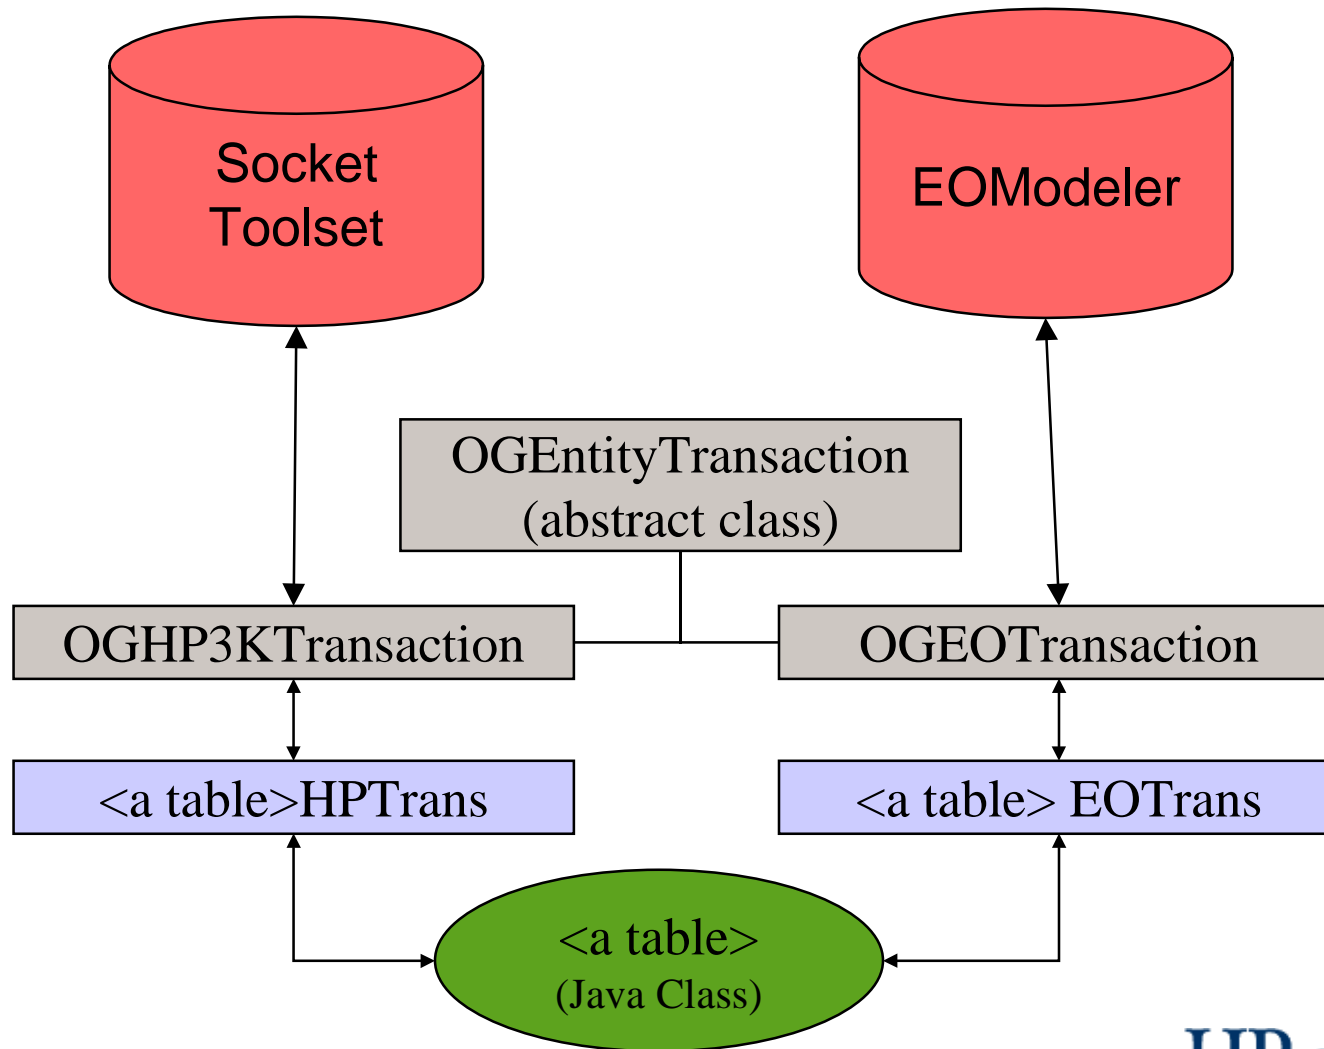 Socket
Toolset
EOModeler
OGEntityTransaction
(abstract class)
OGHP3KTransaction
OGEOTransaction
<a table>HPTrans
<a table> EOTrans
<a table>
(Java Class)